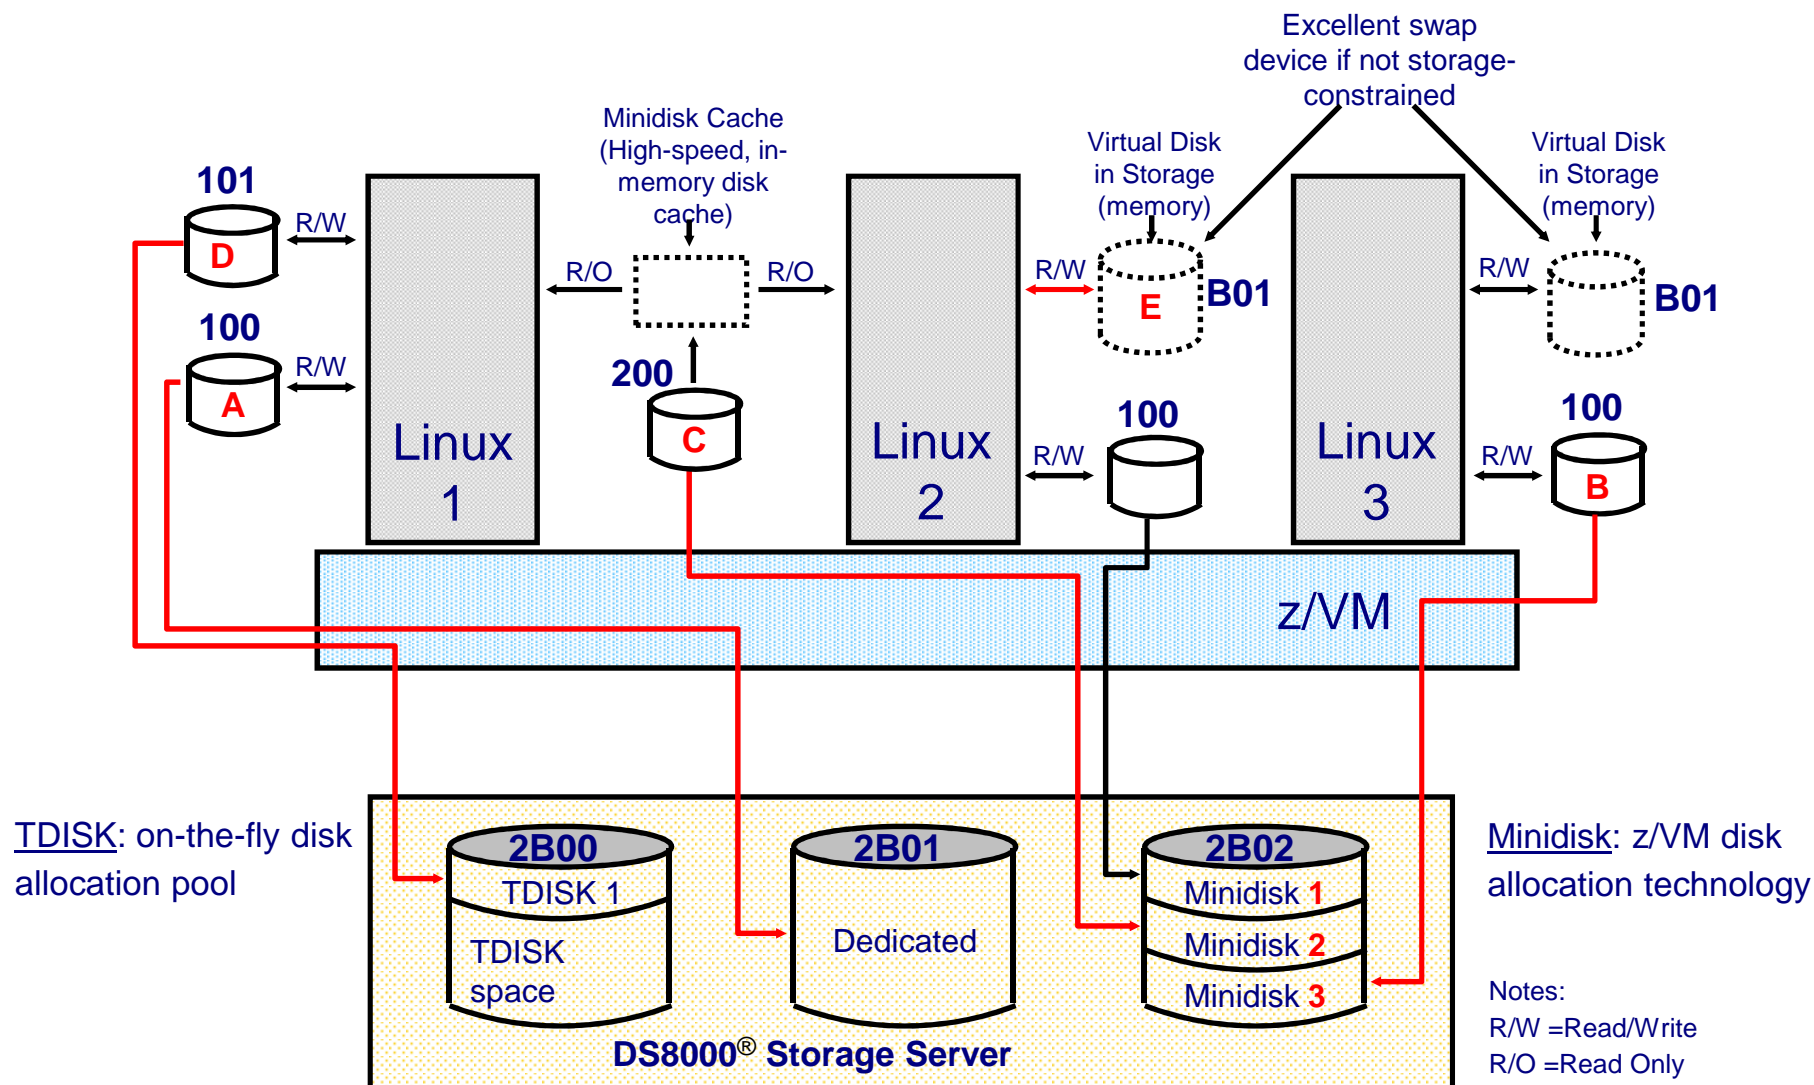 Excellent swap
device if not storage-
constrained
Minidisk Cache
(High-speed, in-
memory disk
cache)
Virtual Disk
in Storage
(memory)
Virtual Disk
in Storage
(memory)
101
R/W
D
R/O
R/O
R/W
E
B01
R/W
B01
100
R/W
A
200
C
100
R/W
100
R/W
B
Linux
1
Linux
2
Linux
3
z/VM
TDISK: on-the-fly disk
allocation pool
2B00
TDISK 1
TDISK
space
2B01
Dedicated
2B02
Minidisk 1
Minidisk 2
Minidisk 3
DS8000® Storage Server
Minidisk: z/VM disk
allocation technology
Notes:
R/W =Read/Write
R/O =Read Only